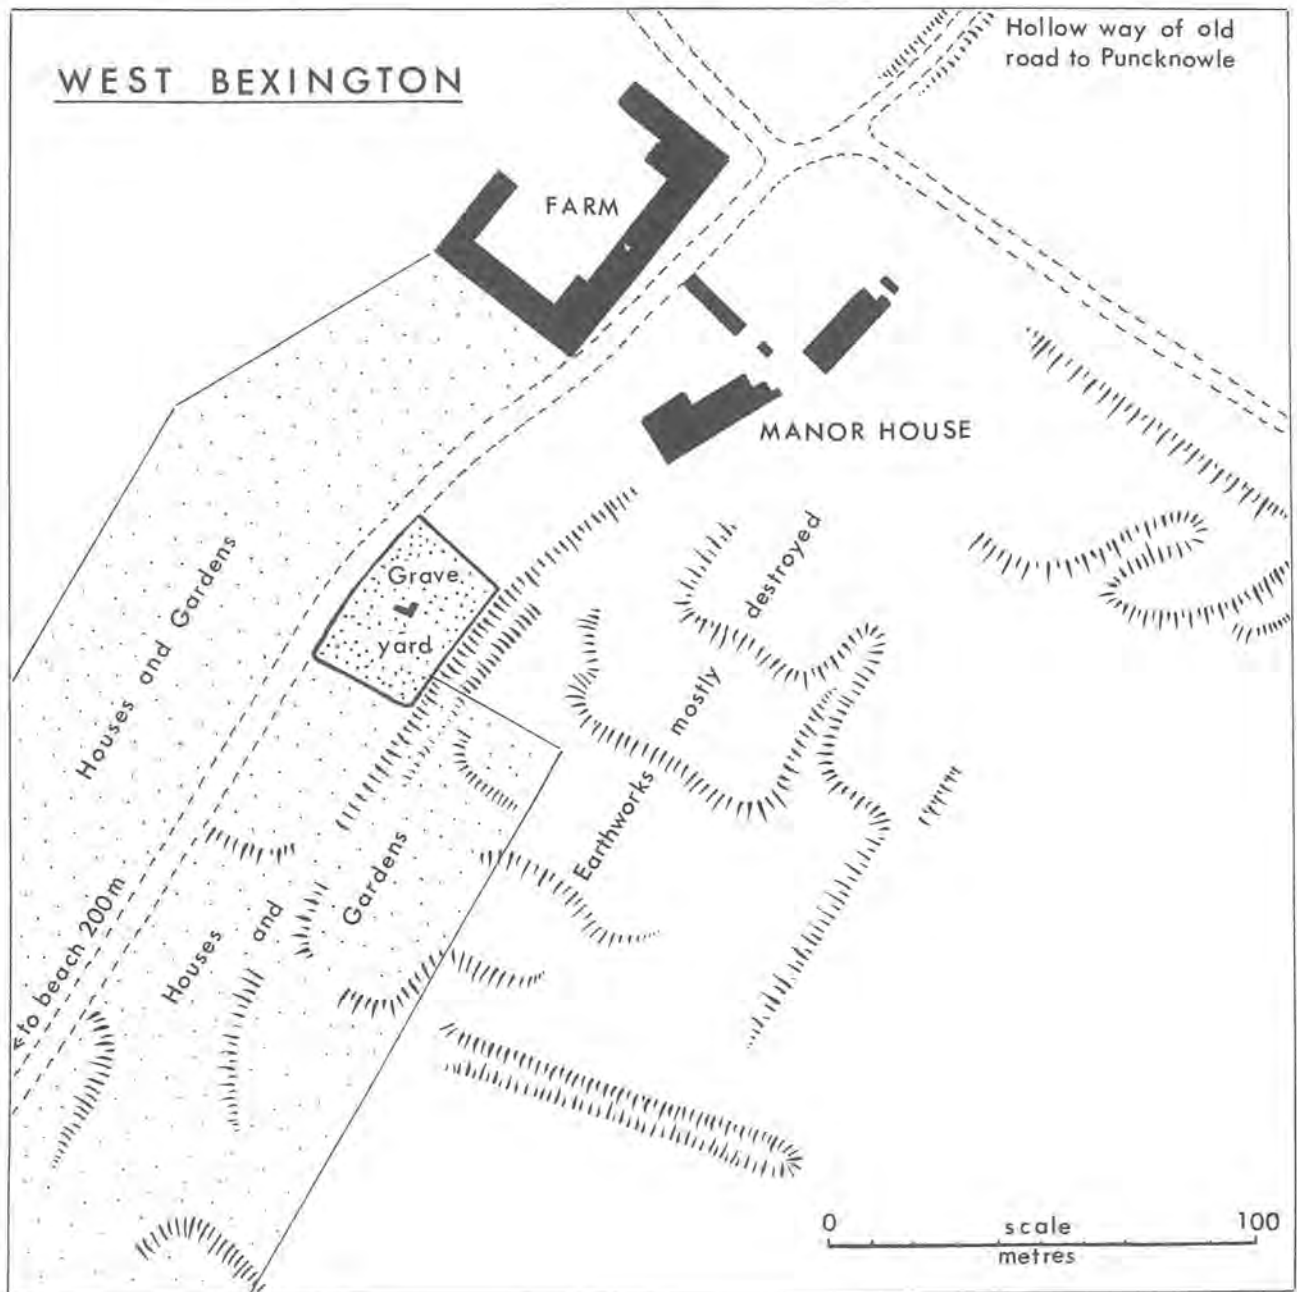 WEST BEXINGTON
Hollow way of old
road to Puncknowle
FARM
MANOR HOUSE
Grave
yard
Houses and Gardens
Earthworks mostly destroyed
Houses and Gardens
to beach 200m
0 scale 100
metres